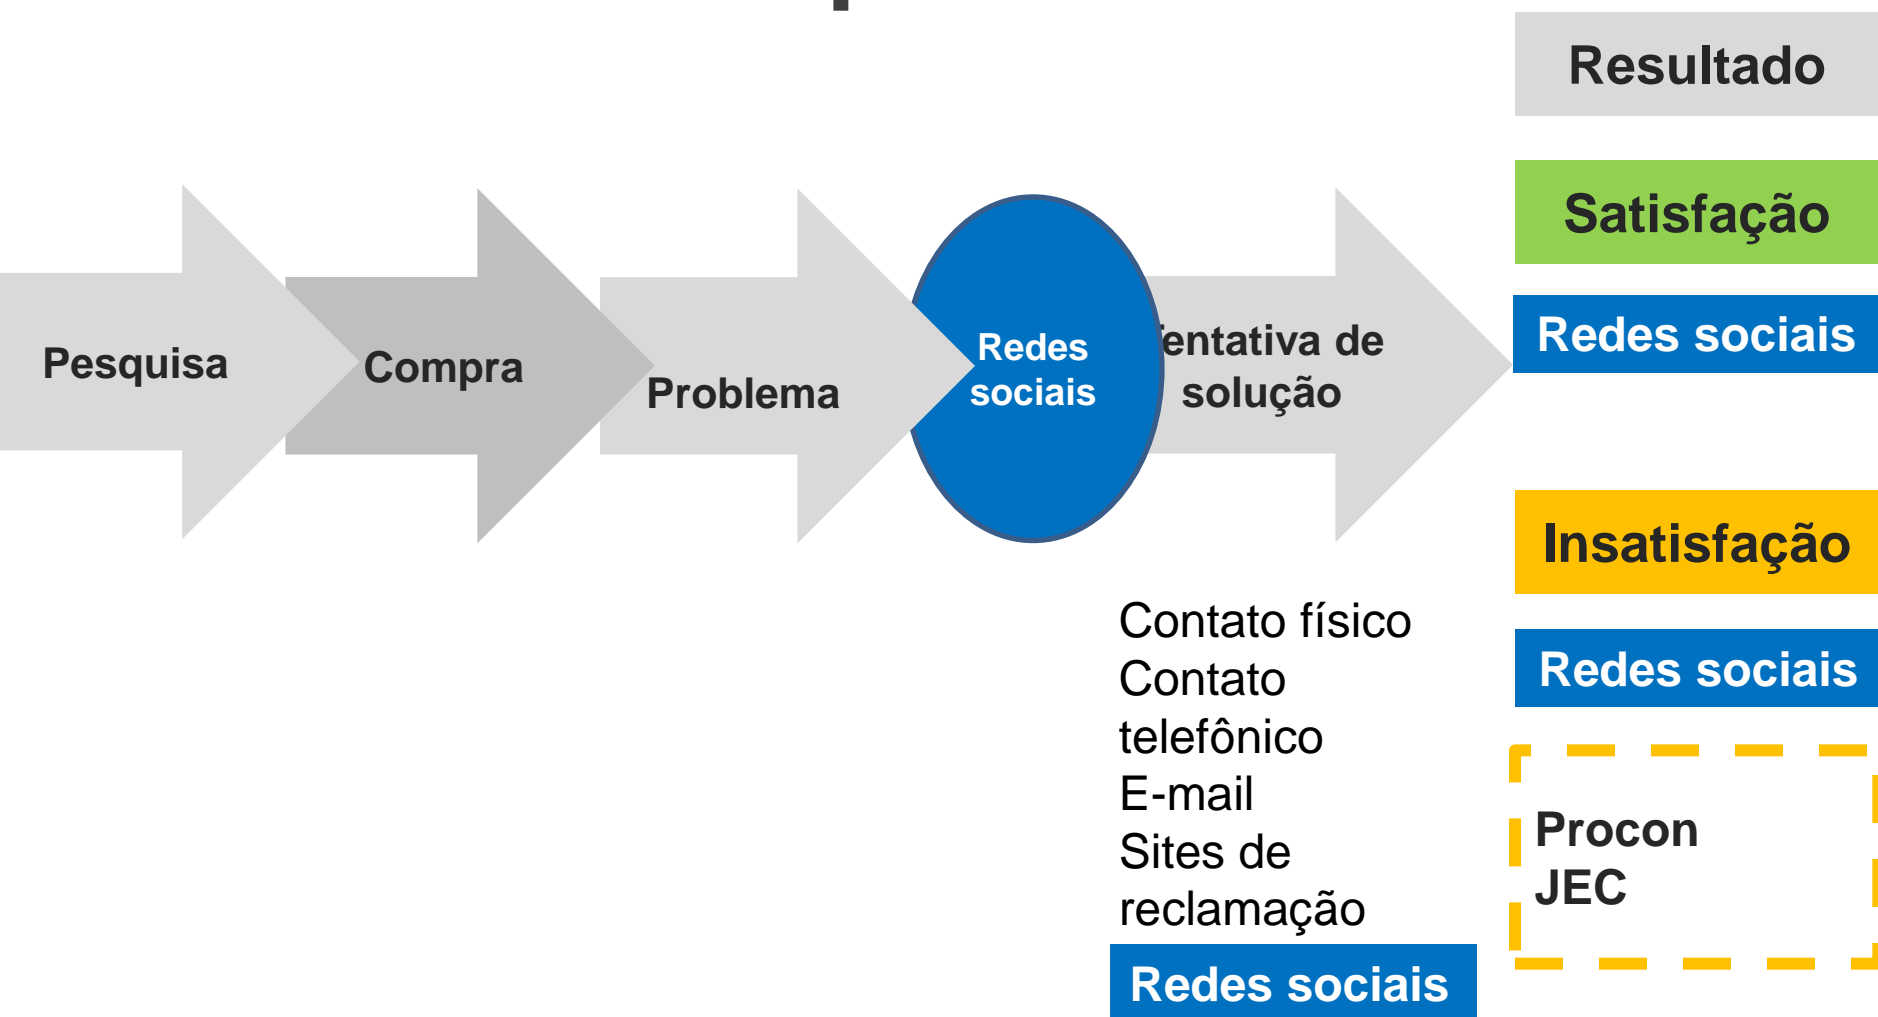 Resultado
Satisfação
Redes sociais
Pesquisa
Compra
Problema
Redes
sociais
Tentativa de
solução
Insatisfação
Redes sociais
Contato físico
Contato
telefônico
E-mail
Sites de
reclamação
Redes sociais
Procon
JEC